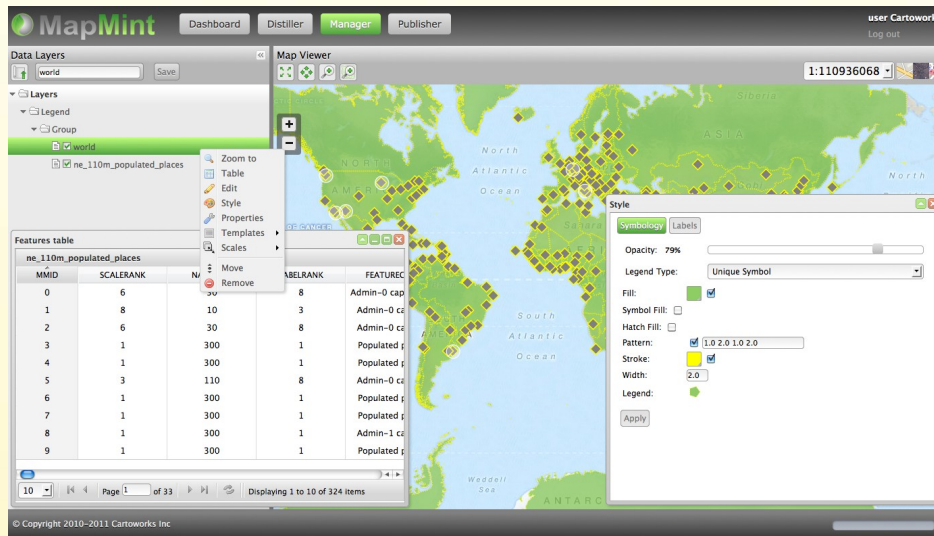 MapMint
Dashboard
Distiller
Manager
Publisher
user Cartowork
Log out
Data Layers
Map Viewer
world
Save
1:110936068
Layers
Legend
Group
world
ne_110m_populated_places
Zoom to
Table
Edit
Style
Properties
Templates
Scales
Move
Remove
Siberia
ASIA
NORTH
AMERICA
North
Atlantic
Ocean
North
Sahara
South
Atlantic
Ocean
Weddell
Sea
ANTARC
Style
Symbology
Labels
Opacity: 79%
Legend Type: Unique Symbol
Fill:
Symbol Fill:
Hatch Fill:
Pattern: 1.0 2.0 1.0 2.0
Stroke:
Width: 2.0
Legend:
Apply
Features table
ne_110m_populated_places
MMID SCALERANK NA ABELRANK FEATUREC
0 6 50 8 Admin-0 cap
1 8 10 3 Admin-0 ca
2 6 30 8 Admin-0 ca
3 1 300 1 Populated p
4 1 300 1 Populated p
5 3 110 8 Admin-0 ca
6 1 300 1 Populated p
7 1 300 1 Populated p
8 1 300 1 Admin-1 ca
9 1 300 1 Populated p
10 Page 1 of 33 Displaying 1 to 10 of 324 items
© Copyright 2010-2011 Cartoworks Inc